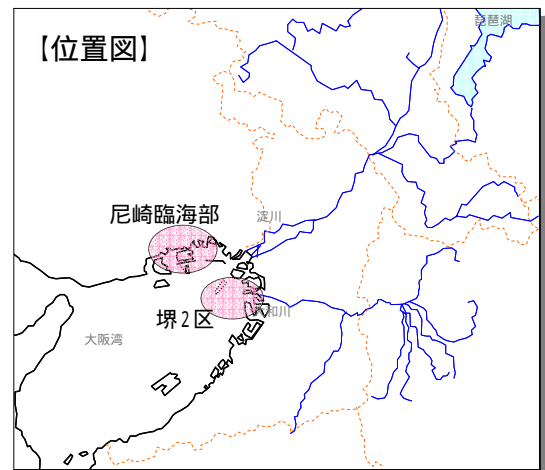 琵琶湖
【位置図】
尼崎臨海部
淀川
大和川
堺2区
大阪湾